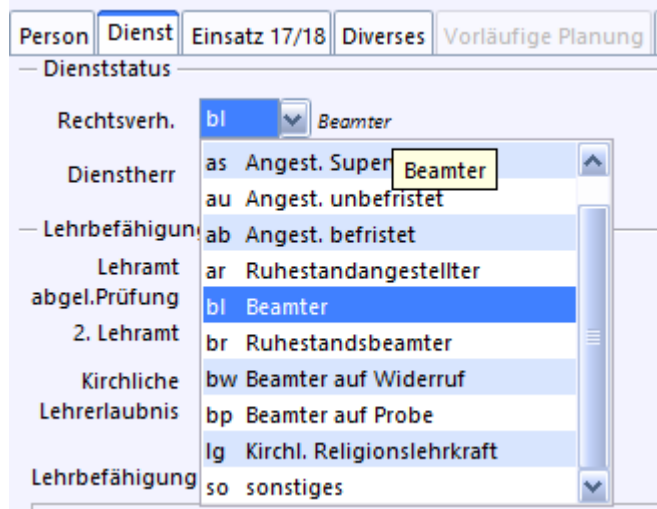 Person Dienst Einsatz 17/18 Diverses Vorläufige Planung
Dienststatus
Rechtsverh. bl Beamter
Dienstherr
as Angest.
Beamter
au Angest. unbefristet
Lehrbefähigung
ab Angest. befristet
Lehramt
ar Ruhestandangestellter
abgel.Prüfung
bl Beamter
2. Lehramt
br Ruhestandsbeamter
Kirchliche
bw Beamter auf Widerruf
Lehrerlaubnis
bp Beamter auf Probe
lg Kirchl. Religionslehrkraft
Lehrbefähigung
so sonstiges